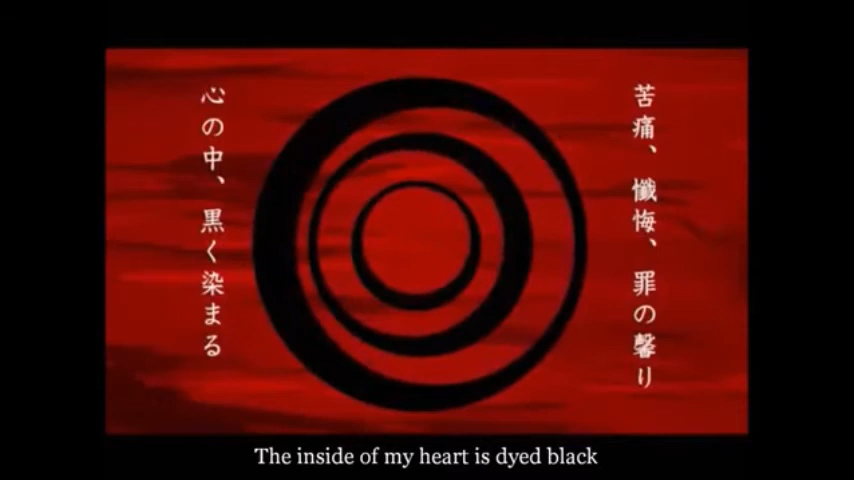 苦痛、懺悔、罪の馨り
心の中、黒く染まる
The inside of my heart is dyed black